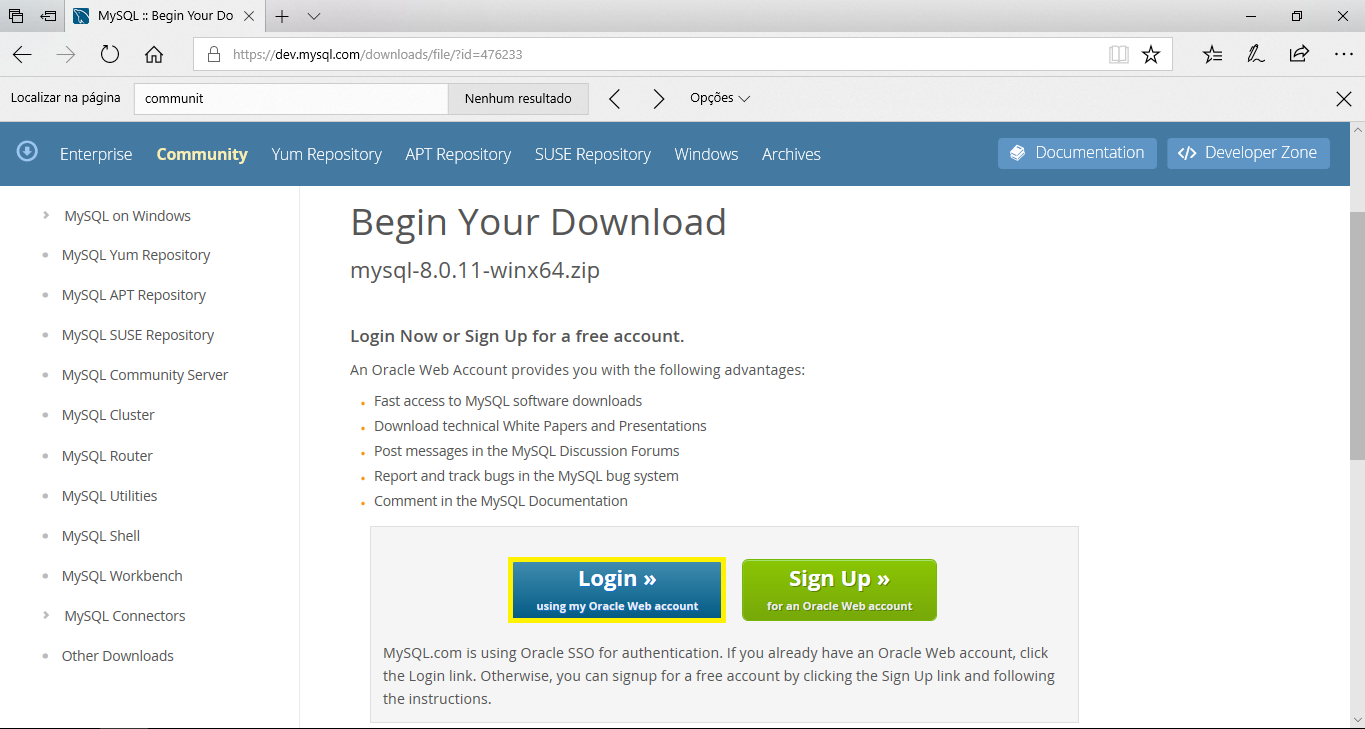 MySQL :: Begin Your Do
https://dev.mysql.com/downloads/file/?id=476233
Localizar na página communit Nenhum resultado Opções
Enterprise Community Yum Repository APT Repository SUSE Repository Windows Archives Documentation Developer Zone
MySQL on Windows
MySQL Yum Repository
MySQL APT Repository
MySQL SUSE Repository
MySQL Community Server
MySQL Cluster
MySQL Router
MySQL Utilities
MySQL Shell
MySQL Workbench
MySQL Connectors
Other Downloads
Begin Your Download
mysql-8.0.11-winx64.zip
Login Now or Sign Up for a free account.
An Oracle Web Account provides you with the following advantages:
Fast access to MySQL software downloads
Download technical White Papers and Presentations
Post messages in the MySQL Discussion Forums
Report and track bugs in the MySQL bug system
Comment in the MySQL Documentation
Login »
using my Oracle Web account
Sign Up »
for an Oracle Web account
MySQL.com is using Oracle SSO for authentication. If you already have an Oracle Web account, click
the Login link. Otherwise, you can signup for a free account by clicking the Sign Up link and following
the instructions.